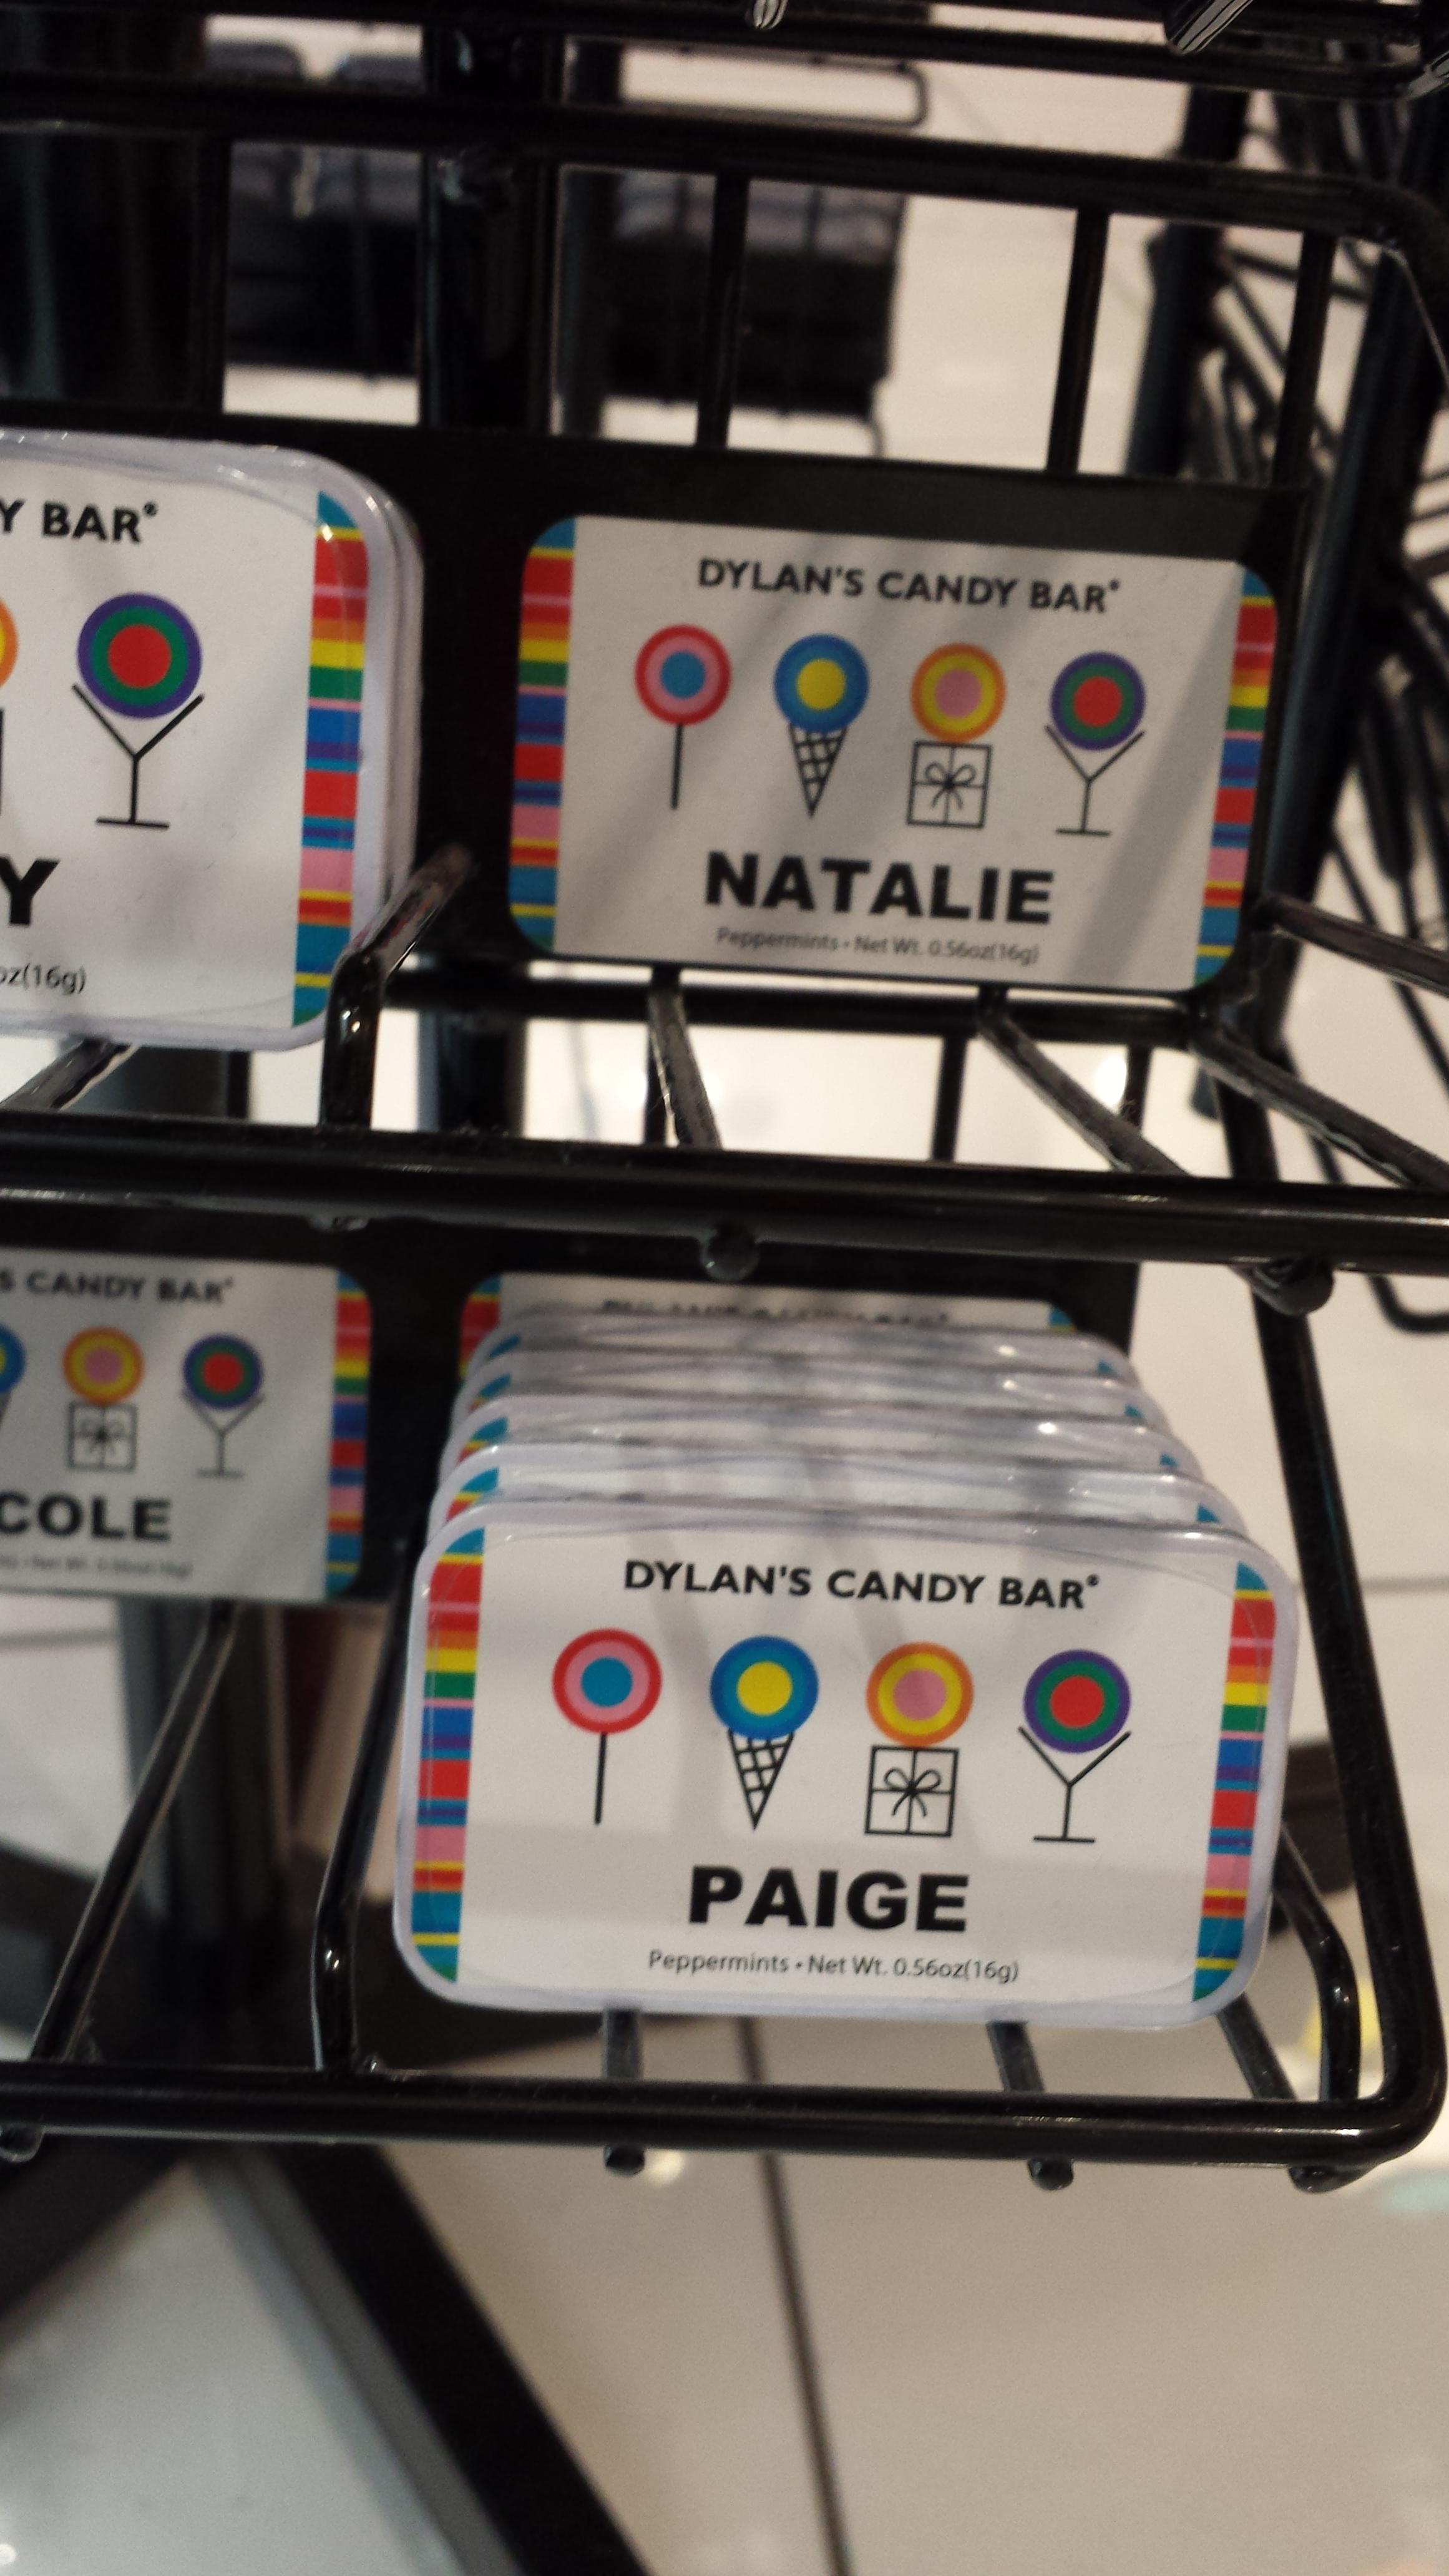 Y BAR®
Y
oz(16g)
DYLAN'S CANDY BAR®
NATALIE
Peppermints • Net Wt. 0.56oz(16g)
S CANDY BAR®
COLE
DYLAN'S CANDY BAR®
PAIGE
Peppermints • Net Wt. 0.56oz(16g)